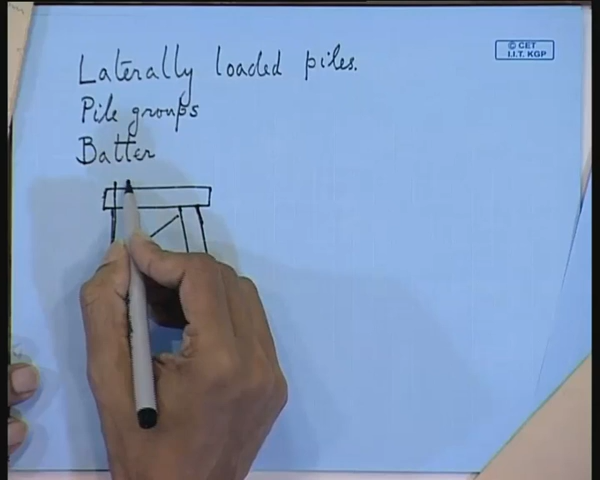 Laterally loaded piles.
Pile groups
Batter
© CET
I.I.T. KGP